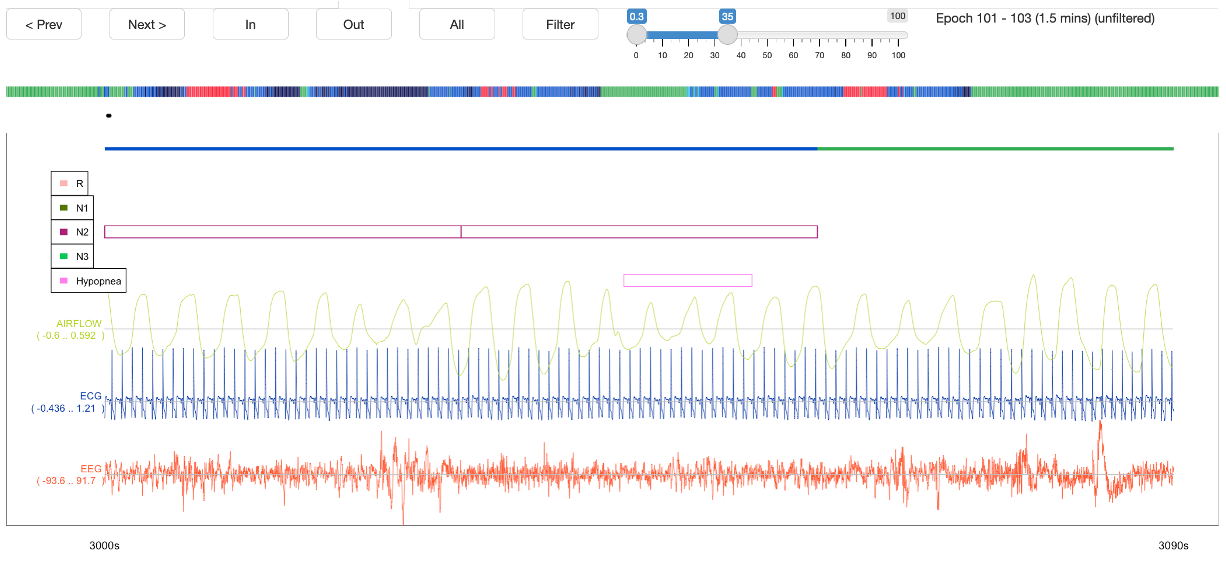 < Prev
Next >
In
Out
All
Filter
0.3
35
100
0 10 20 30 40 50 60 70 80 90 100
Epoch 101 - 103 (1.5 mins) (unfiltered)
R
N1
N2
N3
Hypopnea
AIRFLOW
( -0.6 .. 0.592 )
ECG
( -0.436 .. 1.21 )
EEG
( -93.6 .. 91.7 )
3000s
3090s